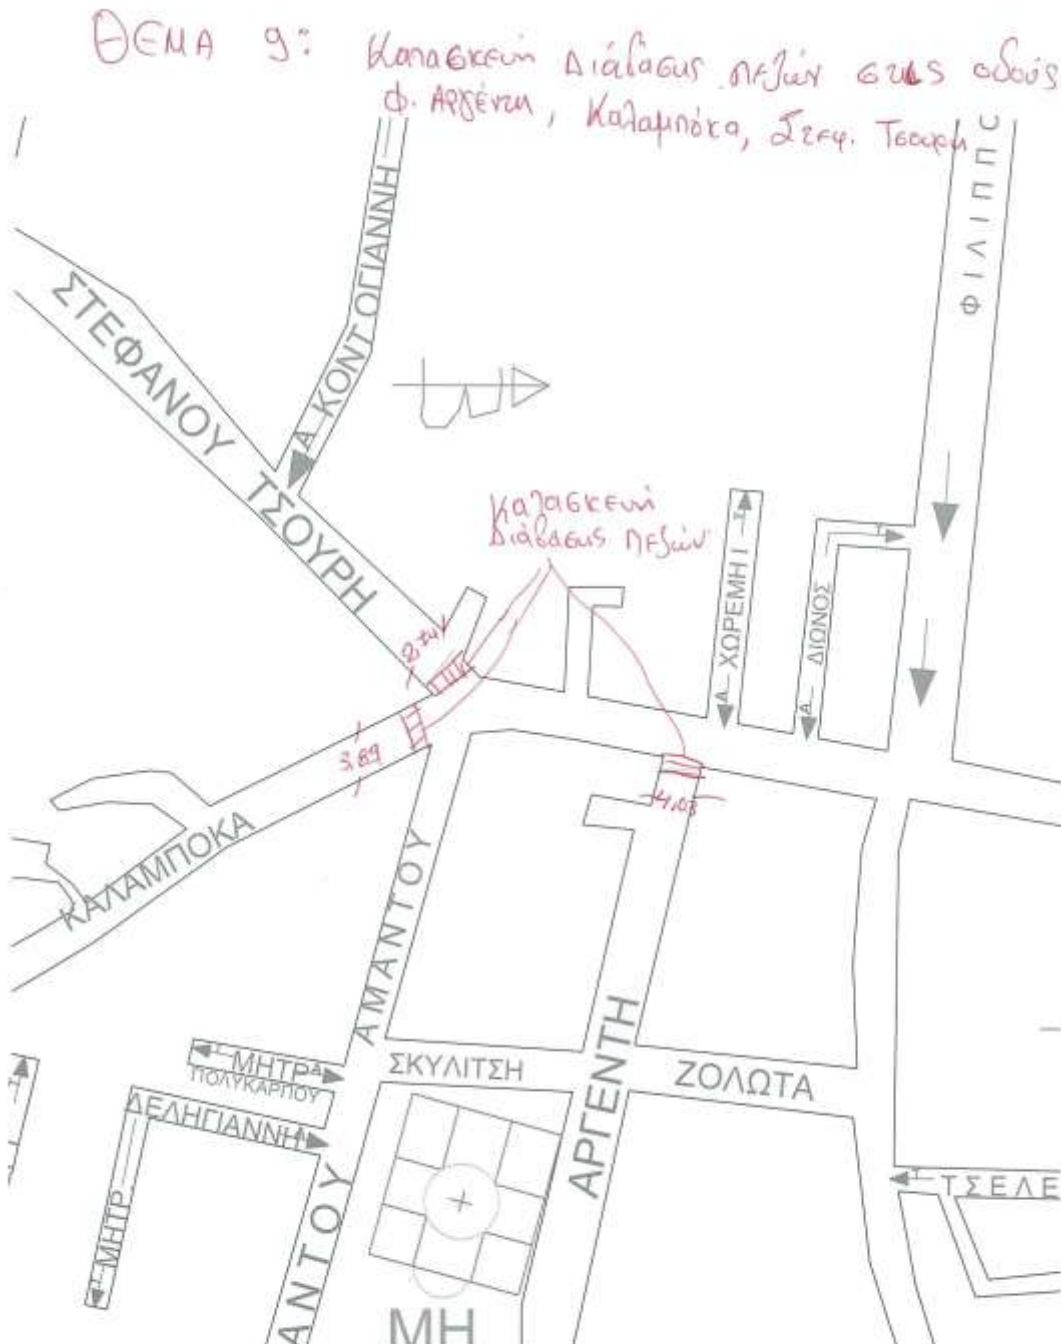 ΘΕΜΑ 9: Κατασκευή Διάβασης πεζών στις οδούς
Φ. Αργέντη, Καλαμπόκα, Στεφ. Τσούρη
ΚΟΝΤΟΓΙΑΝΝΗ
Α
ΦΙΛΙΠΠΟ
ΣΤΕΦΑΝΟΥ ΤΣΟΥΡΗ
Κατασκευή
Διάβασης πεζών
ΧΩΡΕΜΗ Ι
Α
Τ
ΔΙΩΝΟΣ
Α
Τ
3,89
4,03
ΚΑΛΑΜΠΟΚΑ
ΑΜΑΝΤΟΥ
ΑΡΓΕΝΤΗ
ΣΚΥΛΙΤΣΗ
ΖΟΛΩΤΑ
ΜΗΤΡ
Α
ΠΟΛΥΚΑΡΠΟΥ
ΔΕΛΗΓΙΑΝΝΗ
ΜΗΤΡ
ΑΝΤΟΥ
ΤΣΕΛΕ
ΜΗ